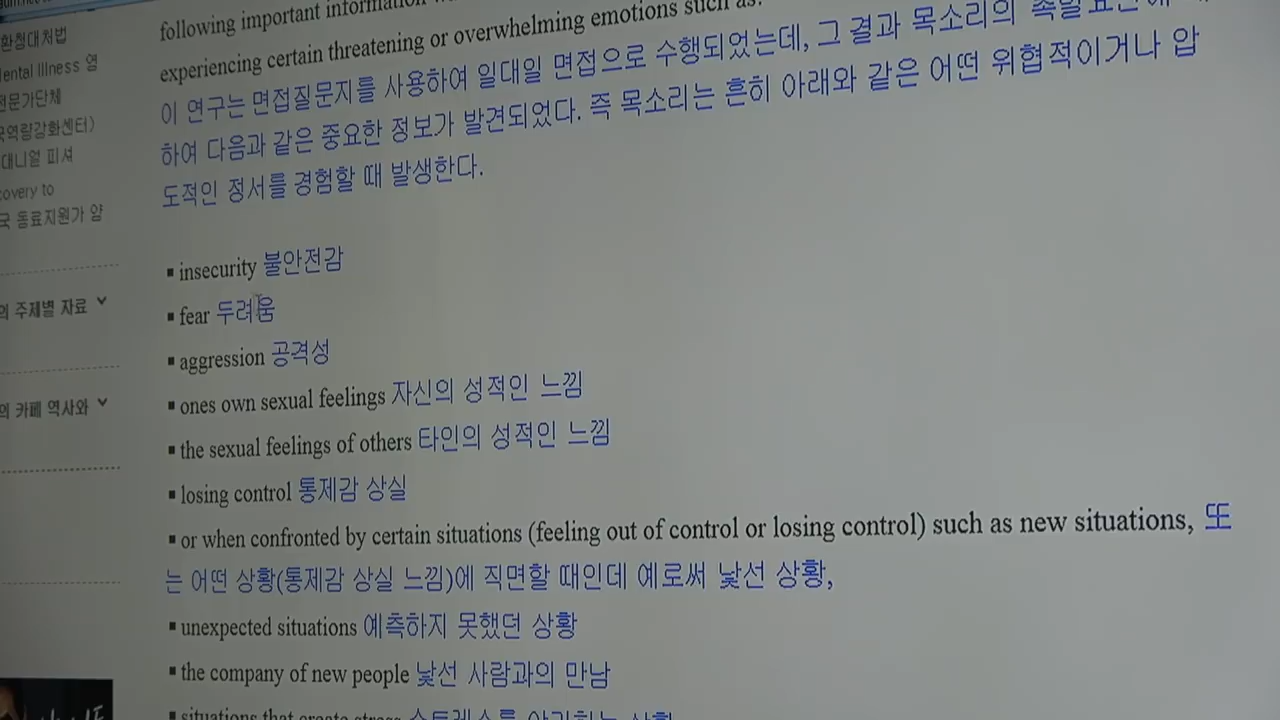 환청대처법
Mental Illness 영
전문가단체
국역량강화센터)
대니얼 피셔
covery to
국 동료지원가 양
의 주제별 자료
의 카페 역사와
following important information
experiencing certain threatening or overwhelming emotions such as:
이 연구는 면접질문지를 사용하여 일대일 면접으로 수행되었는데, 그 결과 목소리의
하여 다음과 같은 중요한 정보가 발견되었다. 즉 목소리는 흔히 아래와 같은 어떤 위협적이거나 압
도적인 정서를 경험할 때 발생한다.
▪ insecurity 불안전감
▪ fear 두려움
▪ aggression 공격성
▪ ones own sexual feelings 자신의 성적인 느낌
▪ the sexual feelings of others 타인의 성적인 느낌
▪ losing control 통제감 상실
▪ or when confronted by certain situations (feeling out of control or losing control) such as new situations, 또
는 어떤 상황(통제감 상실 느낌)에 직면할 때인데 예로써 낯선 상황,
▪ unexpected situations 예측하지 못했던 상황
▪ the company of new people 낯선 사람과의 만남
▪ situations that create stress